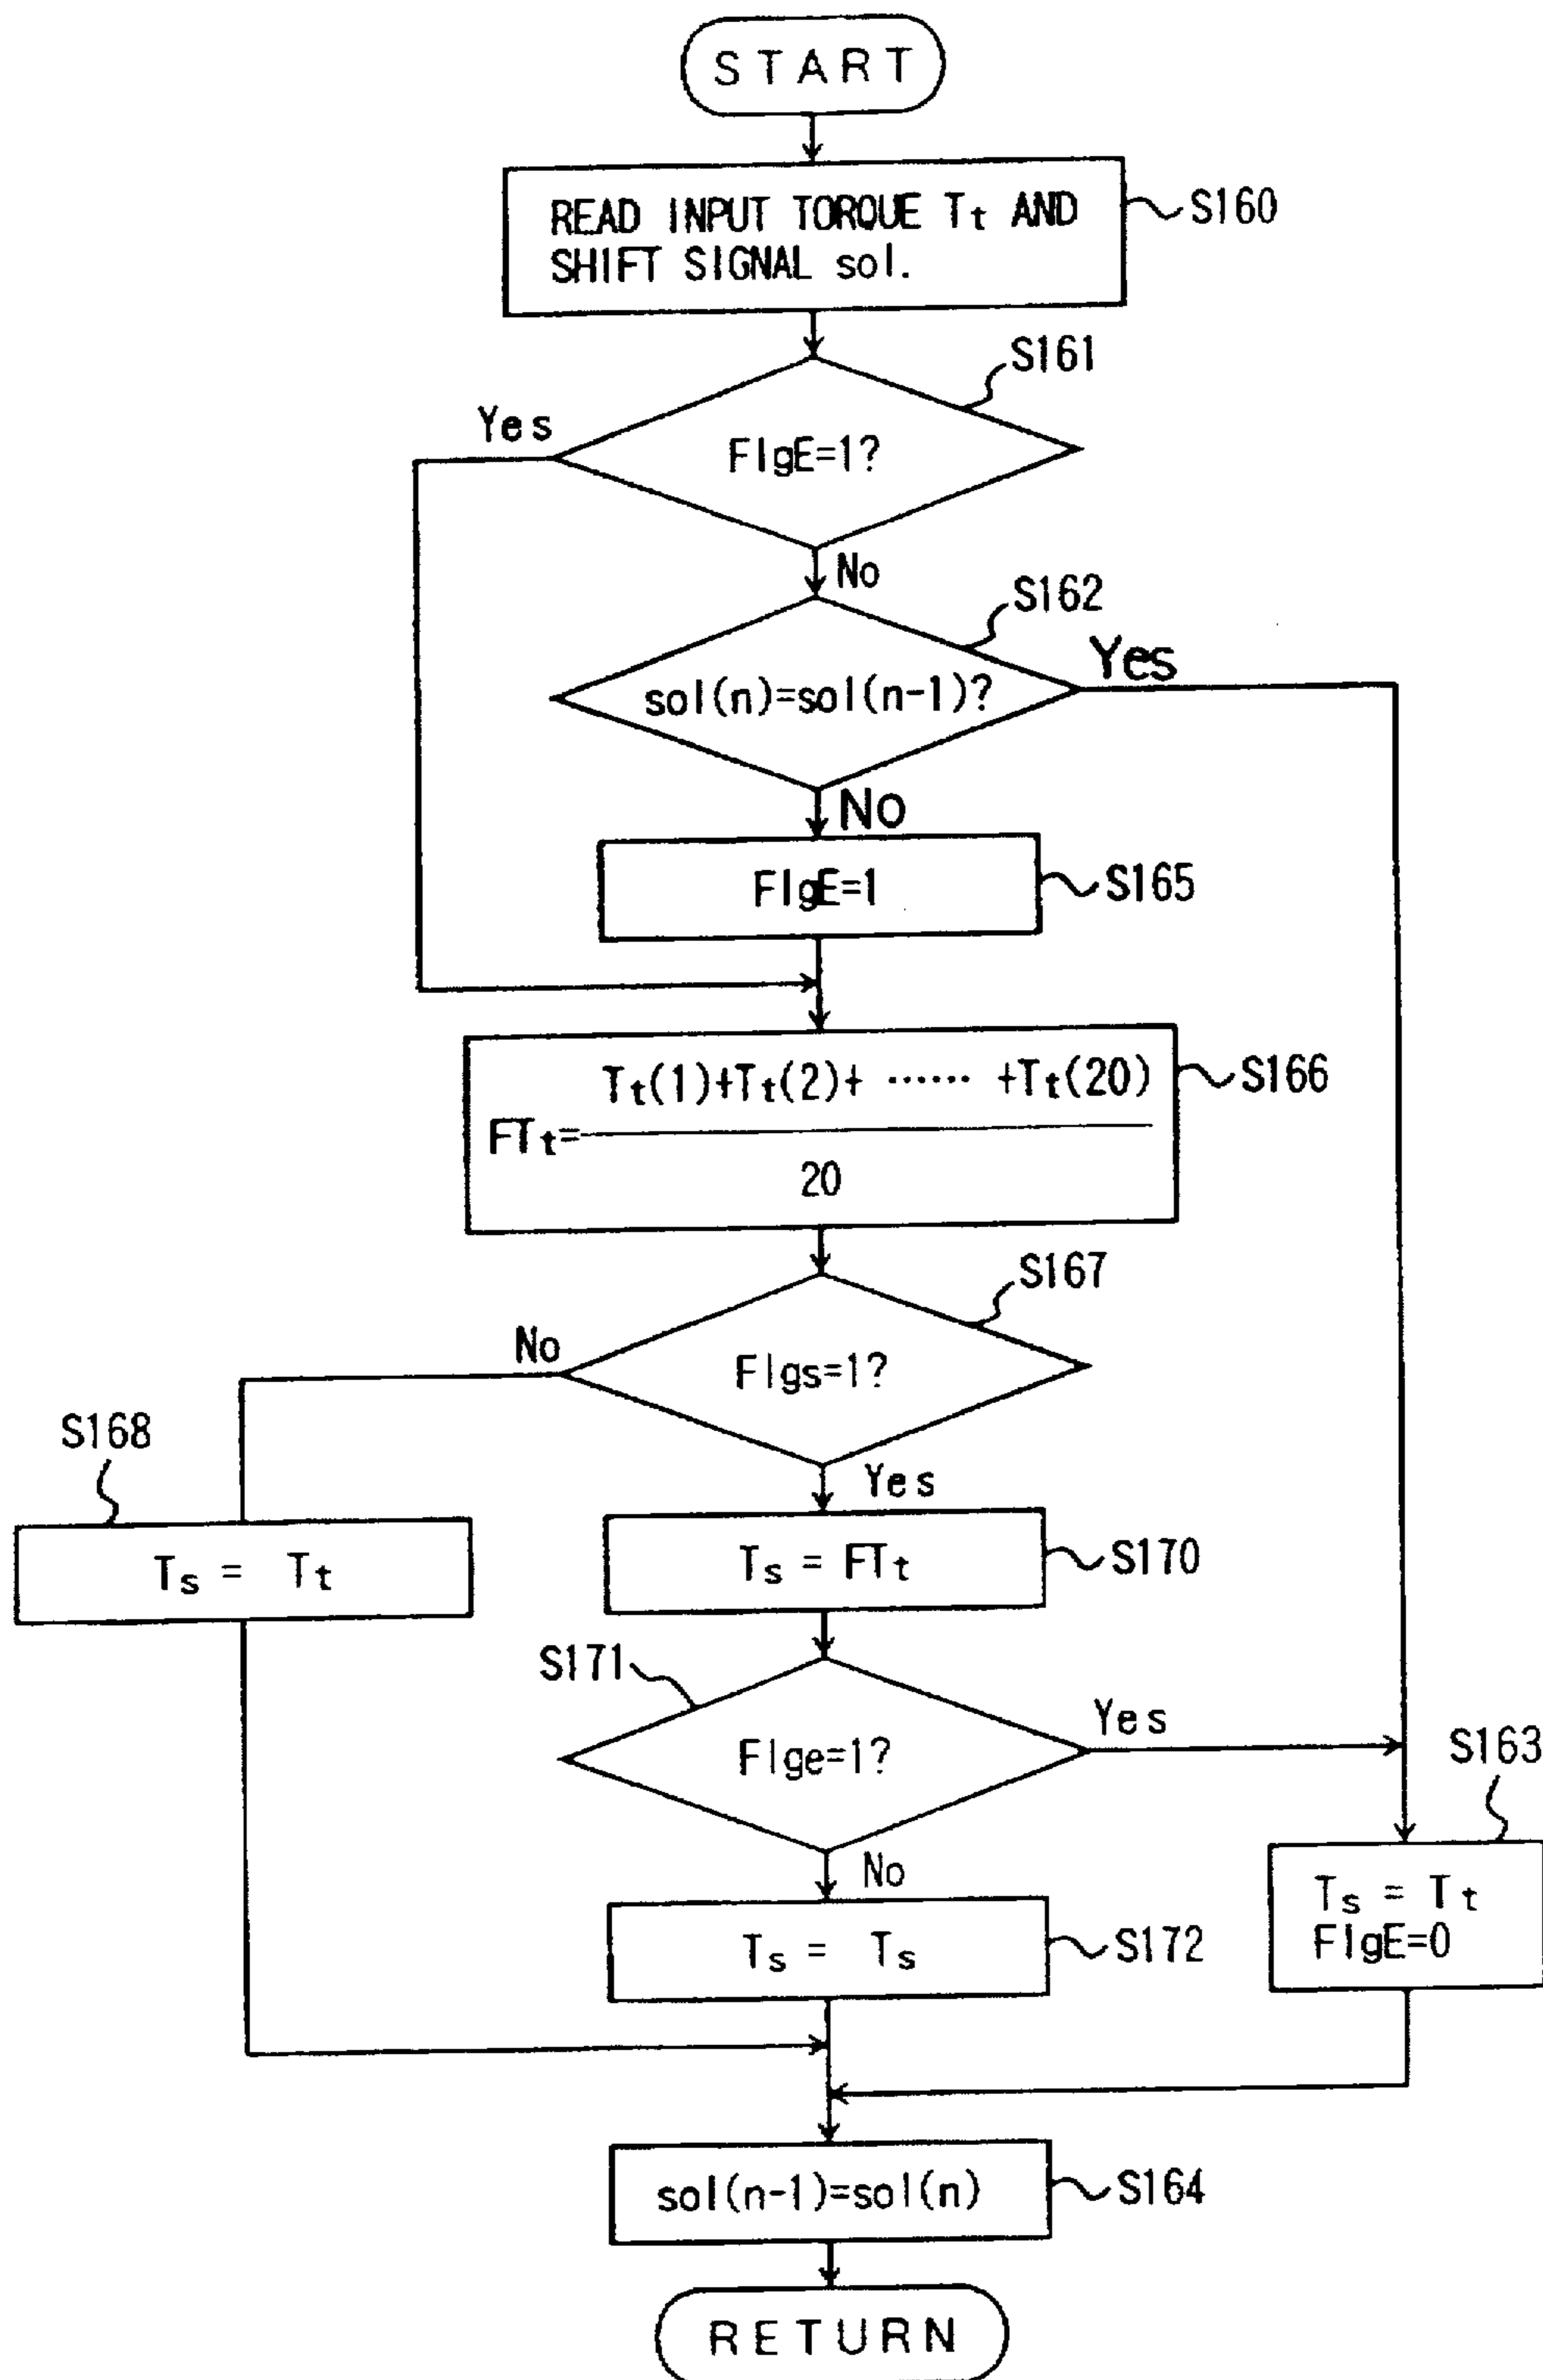 START
READ INPUT TORQUE Tt AND
SHIFT SIGNAL sol.
S160
S161
Yes
FlgE=1?
No
S162
sol(n)=sol(n-1)?
Yes
No
FlgE=1
S165
Tt(1)+Tt(2)+ ...... +Tt(20)
FTt=
20
S166
S167
No
Flgs=1?
Yes
S168
Ts = Tt
Ts = FTt
S170
S171
Flge=1?
Yes
S163
No
Ts = Tt
FlgE=0
Ts = Ts
S172
sol(n-1)=sol(n)
S164
RETURN